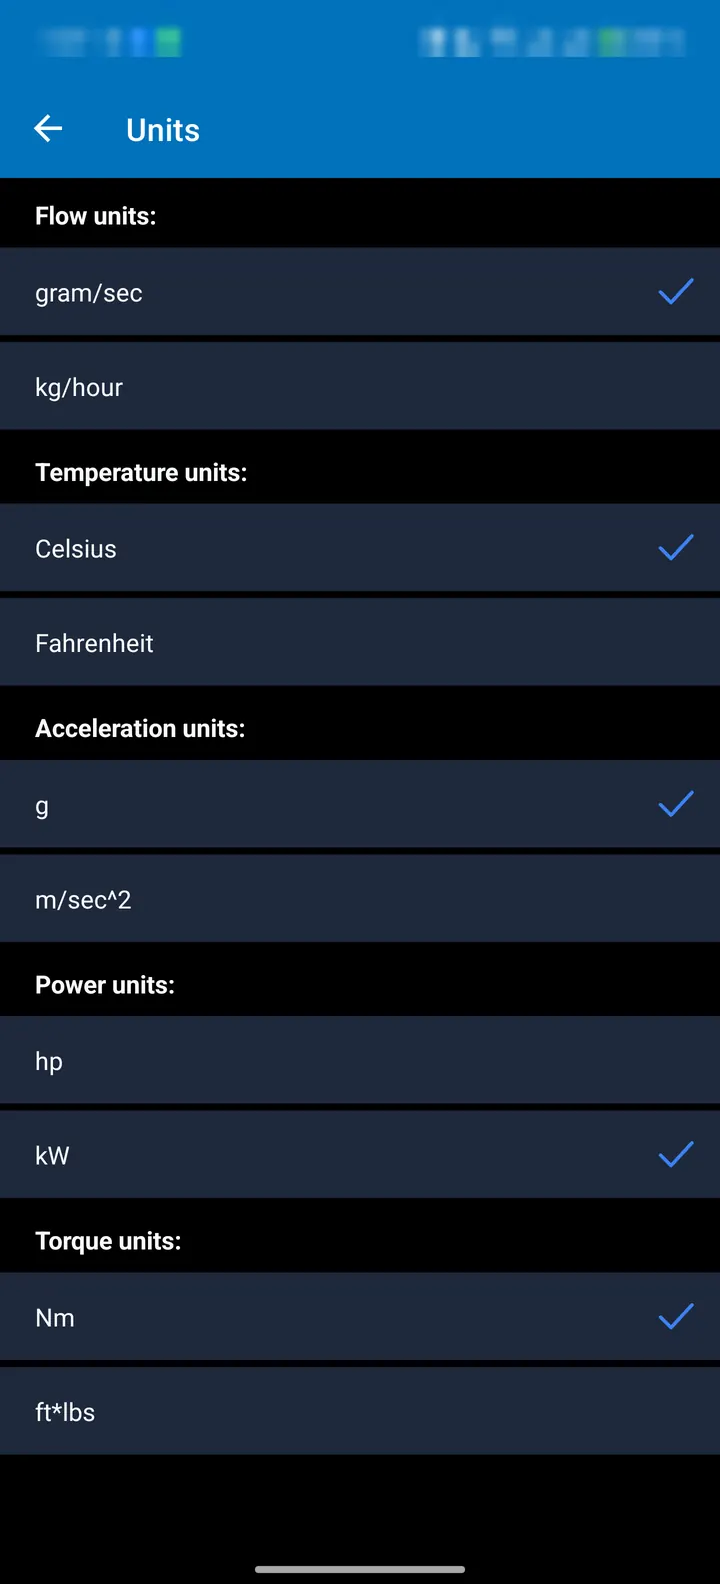 Units
Flow units:
gram/sec
kg/hour
Temperature units:
Celsius
Fahrenheit
Acceleration units:
g
m/sec^2
Power units:
hp
kW
Torque units:
Nm
ft*lbs